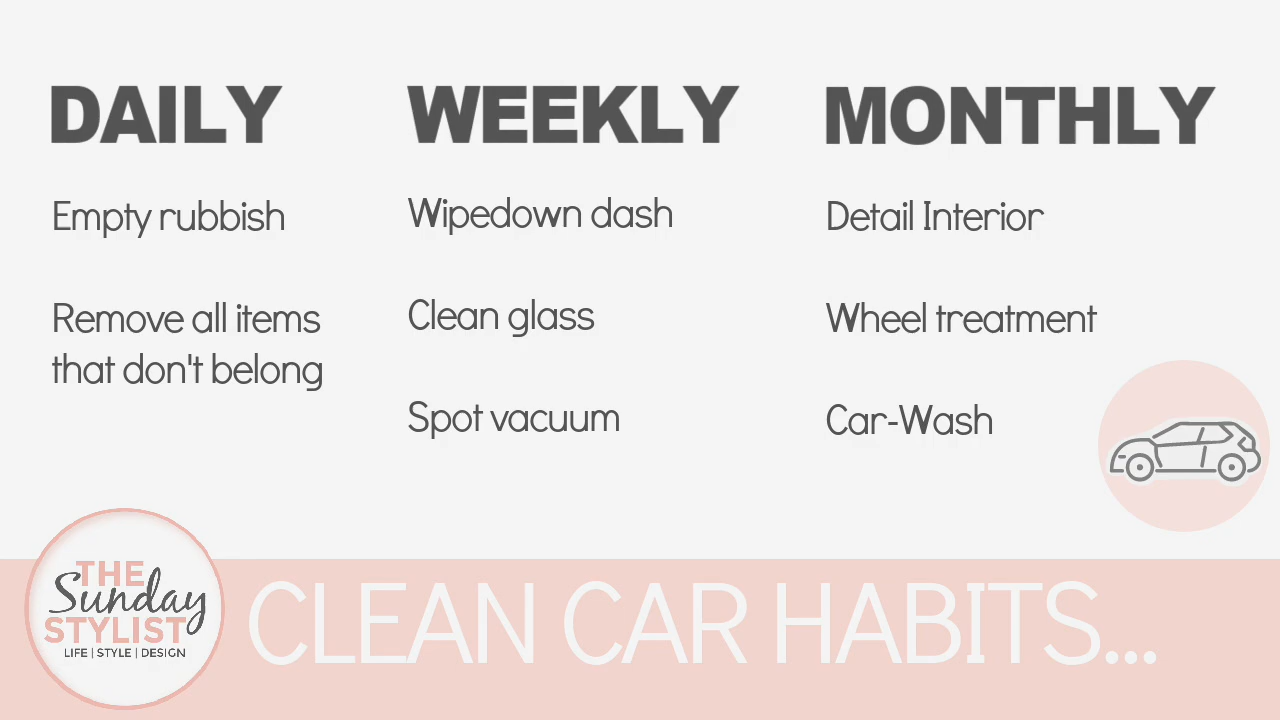 DAILY
Empty rubbish
Remove all items
that don't belong
WEEKLY
Wipedown dash
Clean glass
Spot vacuum
MONTHLY
Detail Interior
Wheel treatment
Car-Wash
THE
Sunday
STYLIST
LIFE | STYLE | DESIGN
CLEAN CAR HABITS...